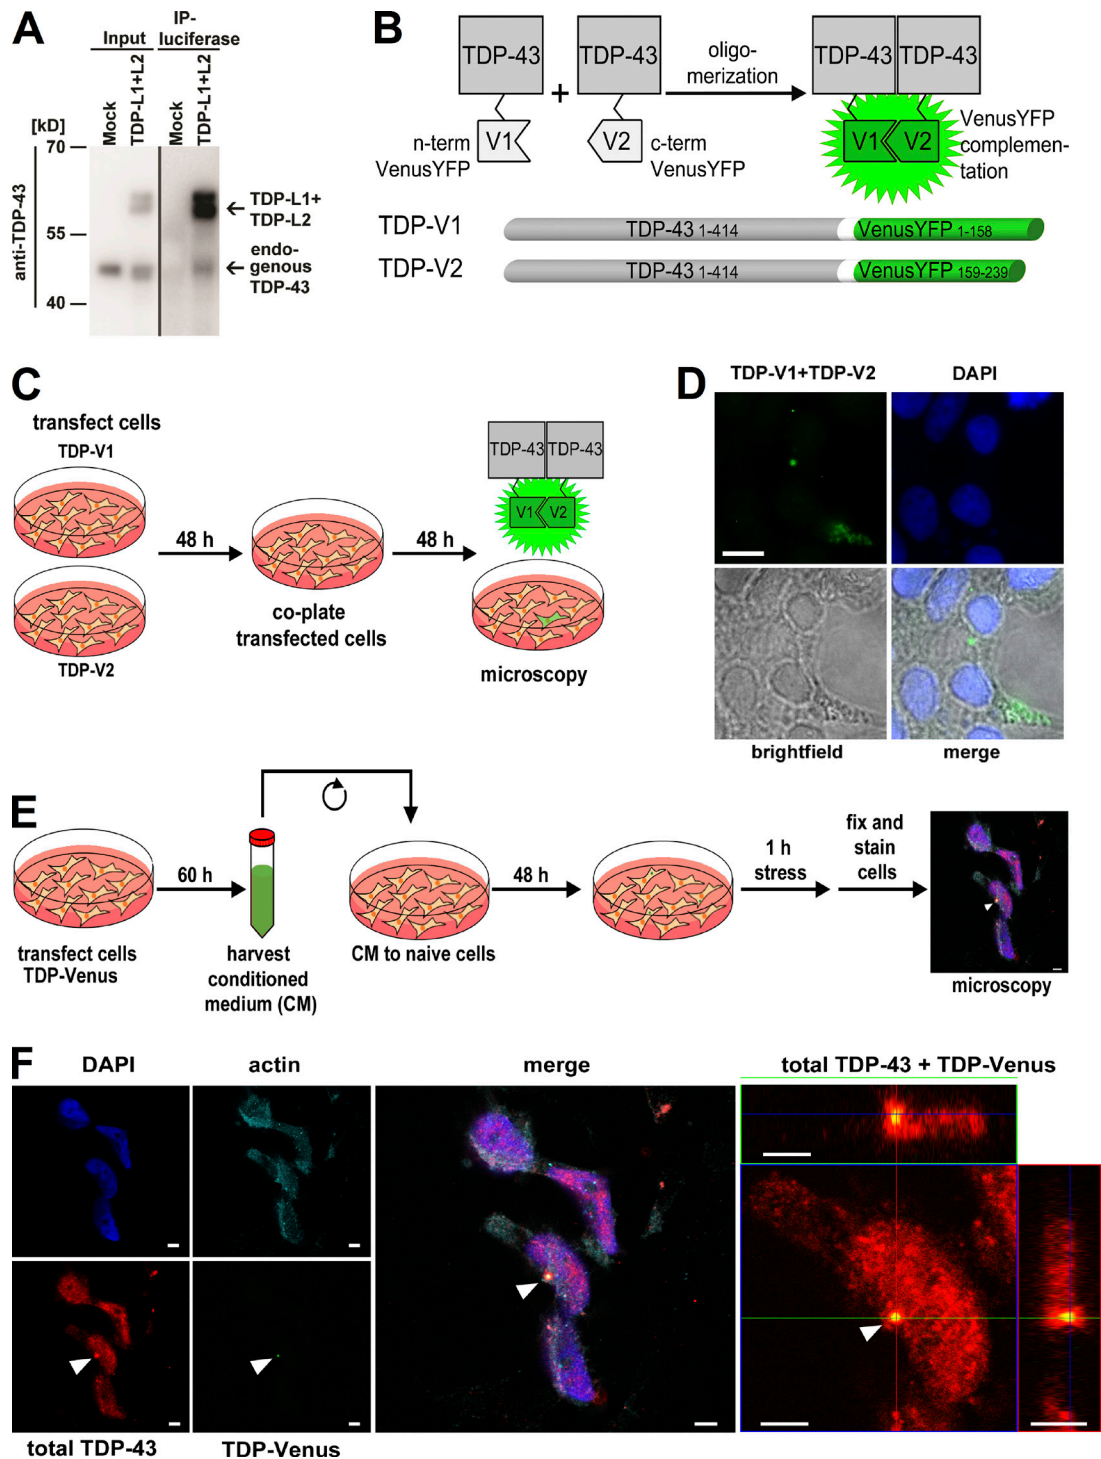 A
Input
IP-
luciferase
Mock
TDP-L1+L2
Mock
TDP-L1+L2
[kD]
70
55
40
anti-TDP-43
TDP-L1+
TDP-L2
endo-
genous
TDP-43
B
TDP-43
TDP-43
TDP-43
TDP-43
oligo-
merization
+
V1
V2
V1
V2
n-term
VenusYFP
c-term
VenusYFP
VenusYFP
complemen-
tation
TDP-V1
TDP-43 1-414
VenusYFP 1-158
TDP-V2
TDP-43 1-414
VenusYFP 159-239
C
transfect cells
TDP-V1
TDP-V2
48 h
co-plate
transfected cells
48 h
TDP-43
TDP-43
V1
V2
microscopy
D
TDP-V1+TDP-V2
DAPI
brightfield
merge
E
transfect cells
TDP-Venus
60 h
harvest
conditioned
medium (CM)
CM to naive cells
48 h
1 h
stress
fix and
stain
cells
microscopy
F
DAPI
actin
merge
total TDP-43 + TDP-Venus
total TDP-43
TDP-Venus